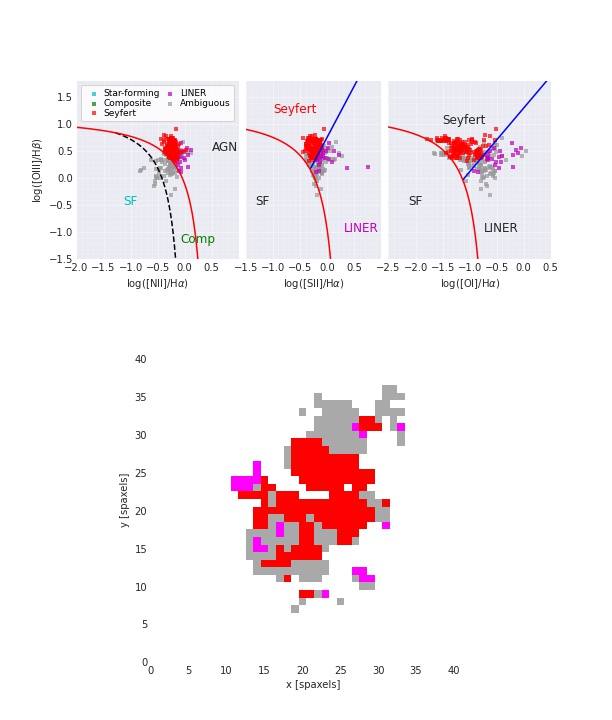 Star-forming
Composite
Seyfert
LINER
Ambiguous
1.5
1.0
0.5
0.0
−0.5
−1.0
−1.5
log([OIII]/Hβ)
AGN
SF
Comp
−2.0 −1.5 −1.0 −0.5 0.0 0.5
log([NII]/Hα)
Seyfert
SF
LINER
−1.5 −1.0 −0.5 0.0 0.5
log([SII]/Hα)
Seyfert
SF
LINER
−2.5 −2.0 −1.5 −1.0 −0.5 0.0 0.5
log([OI]/Hα)
40
35
30
25
20
15
10
5
0
y [spaxels]
0 5 10 15 20 25 30 35 40
x [spaxels]